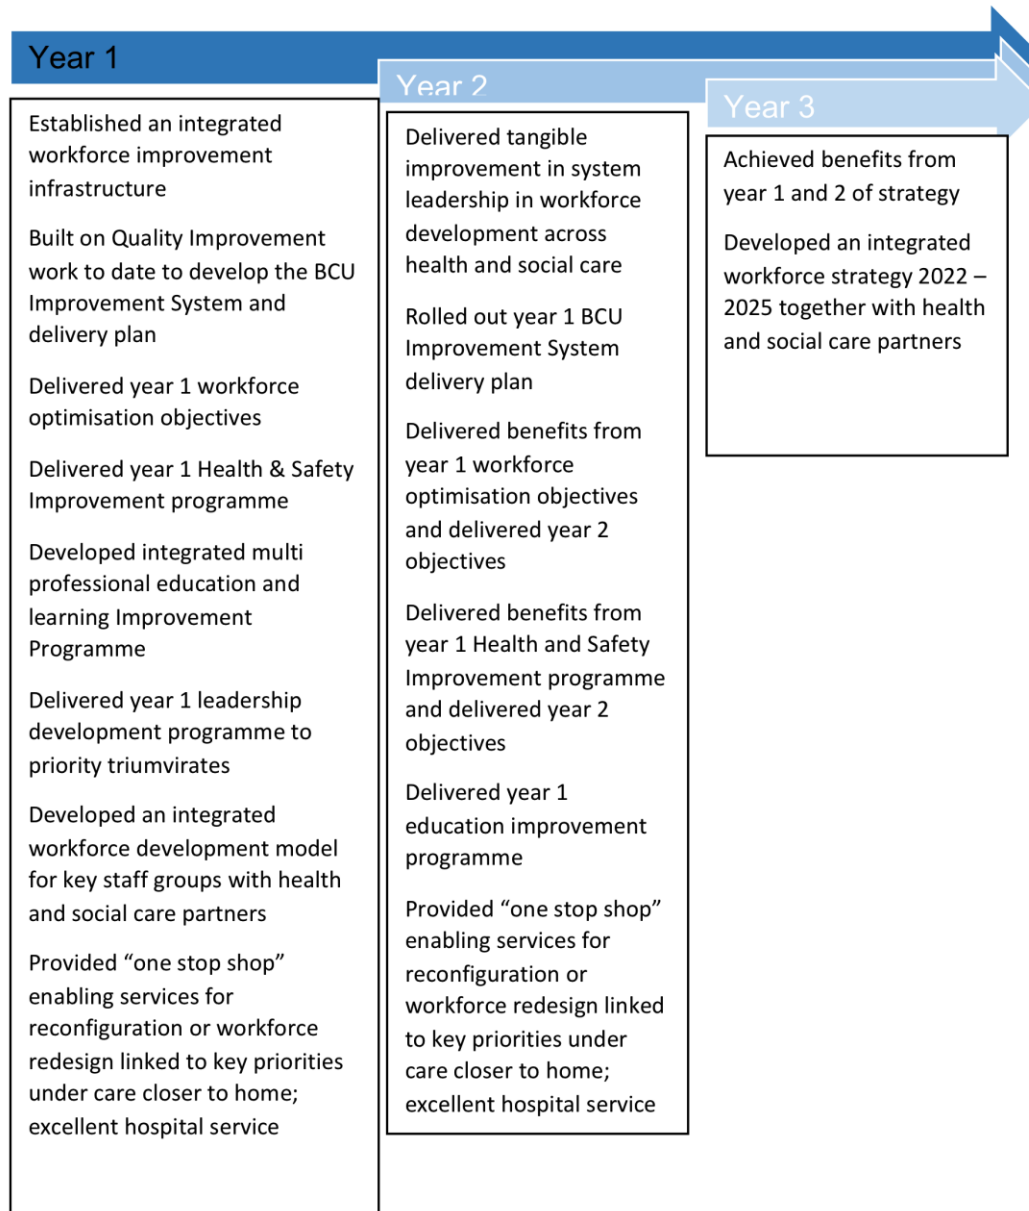 Year 1
Established an integrated
workforce improvement
infrastructure
Built on Quality Improvement
work to date to develop the BCU
Improvement System and
delivery plan
Delivered year 1 workforce
optimisation objectives
Delivered year 1 Health & Safety
Improvement programme
Developed integrated multi
professional education and
learning Improvement
Programme
Delivered year 1 leadership
development programme to
priority triumvirates
Developed an integrated
workforce development model
for key staff groups with health
and social care partners
Provided “one stop shop”
enabling services for
reconfiguration or workforce
redesign linked to key priorities
under care closer to home;
excellent hospital service
Year 2
Delivered tangible
improvement in system
leadership in workforce
development across
health and social care
Rolled out year 1 BCU
Improvement System
delivery plan
Delivered benefits from
year 1 workforce
optimisation objectives
and delivered year 2
objectives
Delivered benefits from
year 1 Health and Safety
Improvement programme
and delivered year 2
objectives
Delivered year 1
education improvement
programme
Provided “one stop shop”
enabling services for
reconfiguration or
workforce redesign linked
to key priorities under
care closer to home;
excellent hospital service
Year 3
Achieved benefits from
year 1 and 2 of strategy
Developed an integrated
workforce strategy 2022 –
2025 together with health
and social care partners